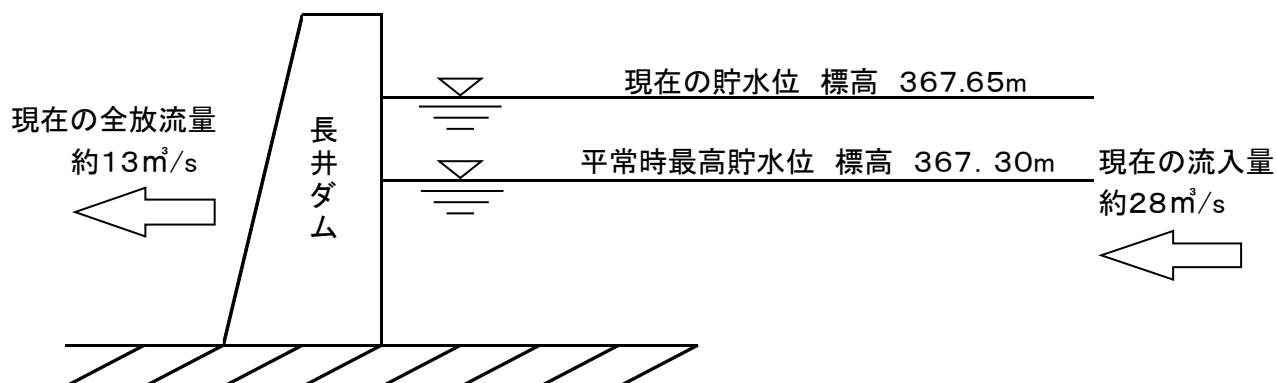 現在の貯水位 標高 367.65m
現在の全放流量
約13㎥/s
長井ダム
平常時最高貯水位 標高 367.30m
現在の流入量
約28㎥/s